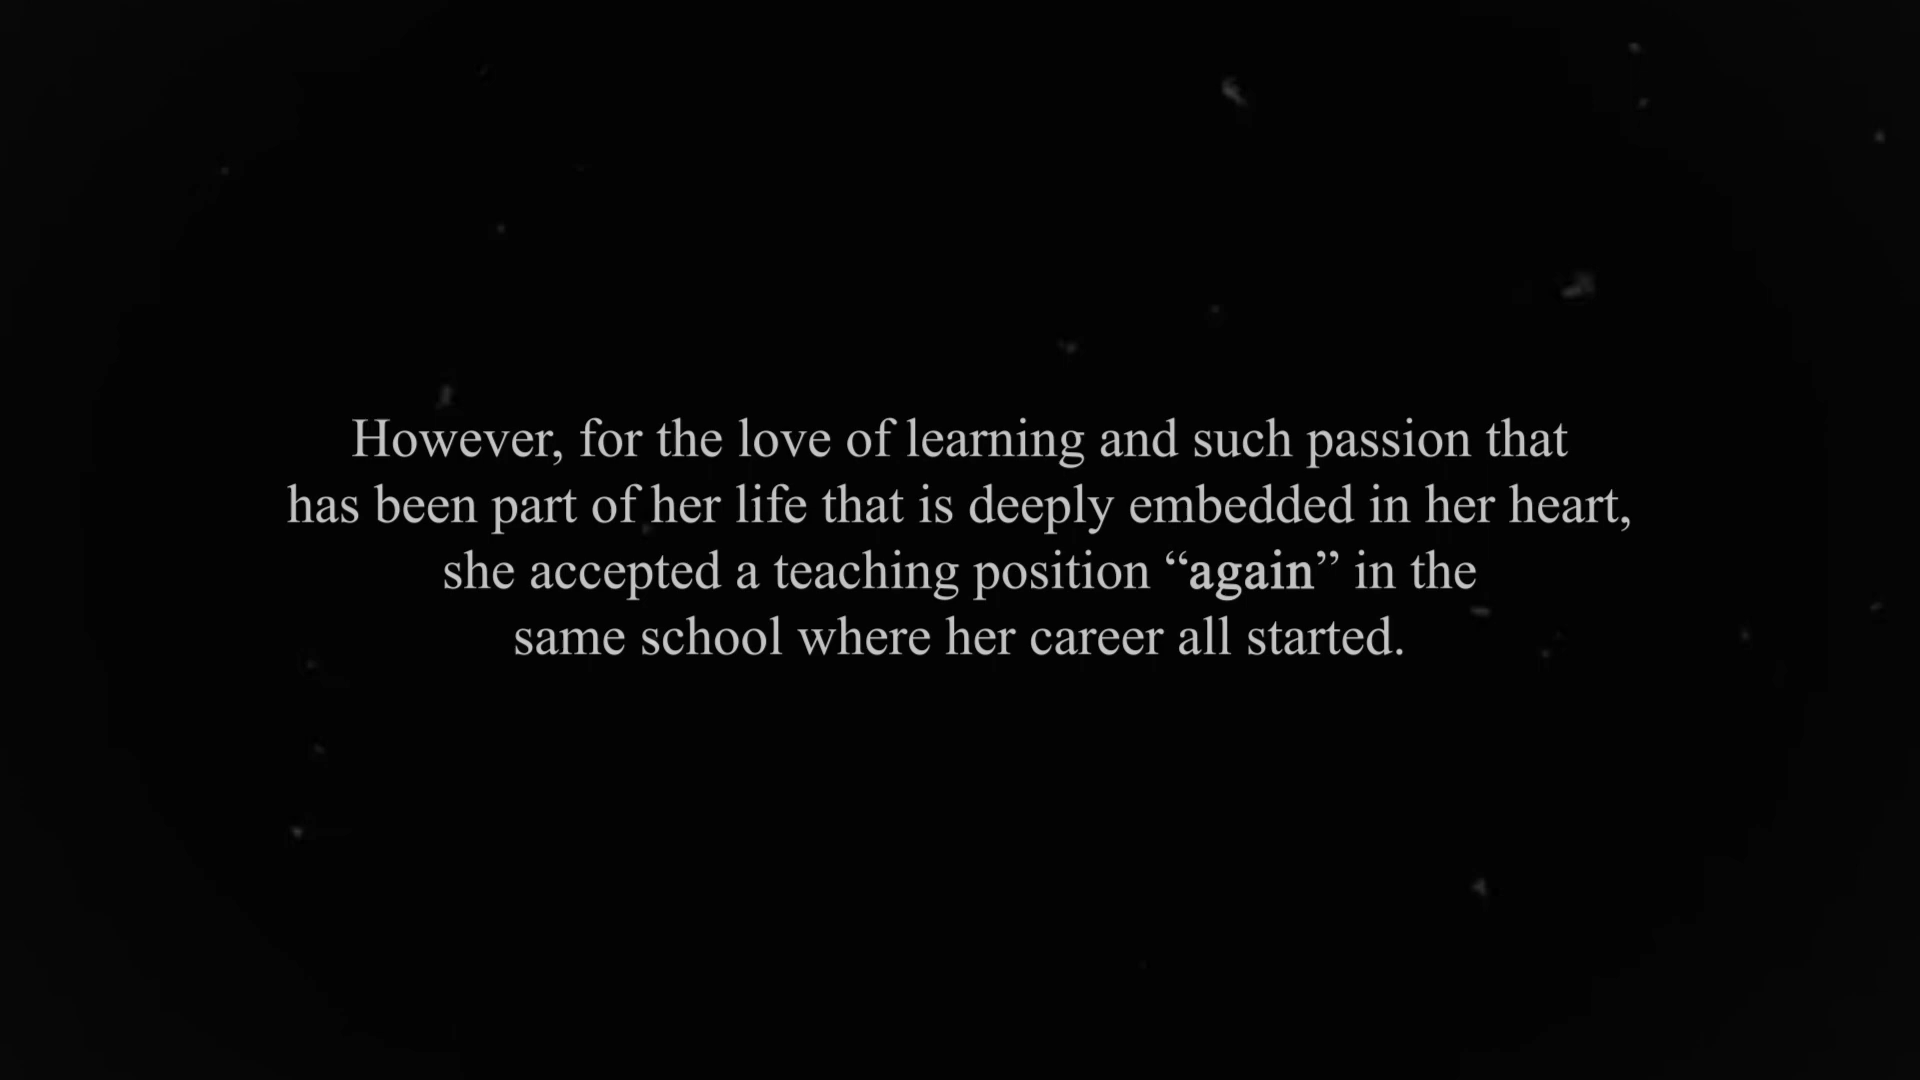 However, for the love of learning and such passion that
has been part of her life that is deeply embedded in her heart,
she accepted a teaching position “again” in the
same school where her career all started.